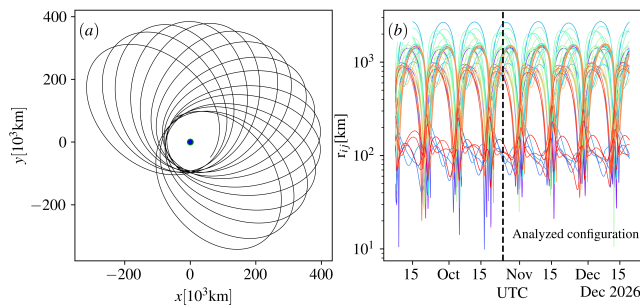 (a)
400
200
0
−200
y[10³km]
−200
0
200
400
x[10³km]
(b)
10³
10²
10¹
r_ij[km]
Analyzed configuration
15
Oct
15
Nov
15
Dec
15
UTC
Dec 2026